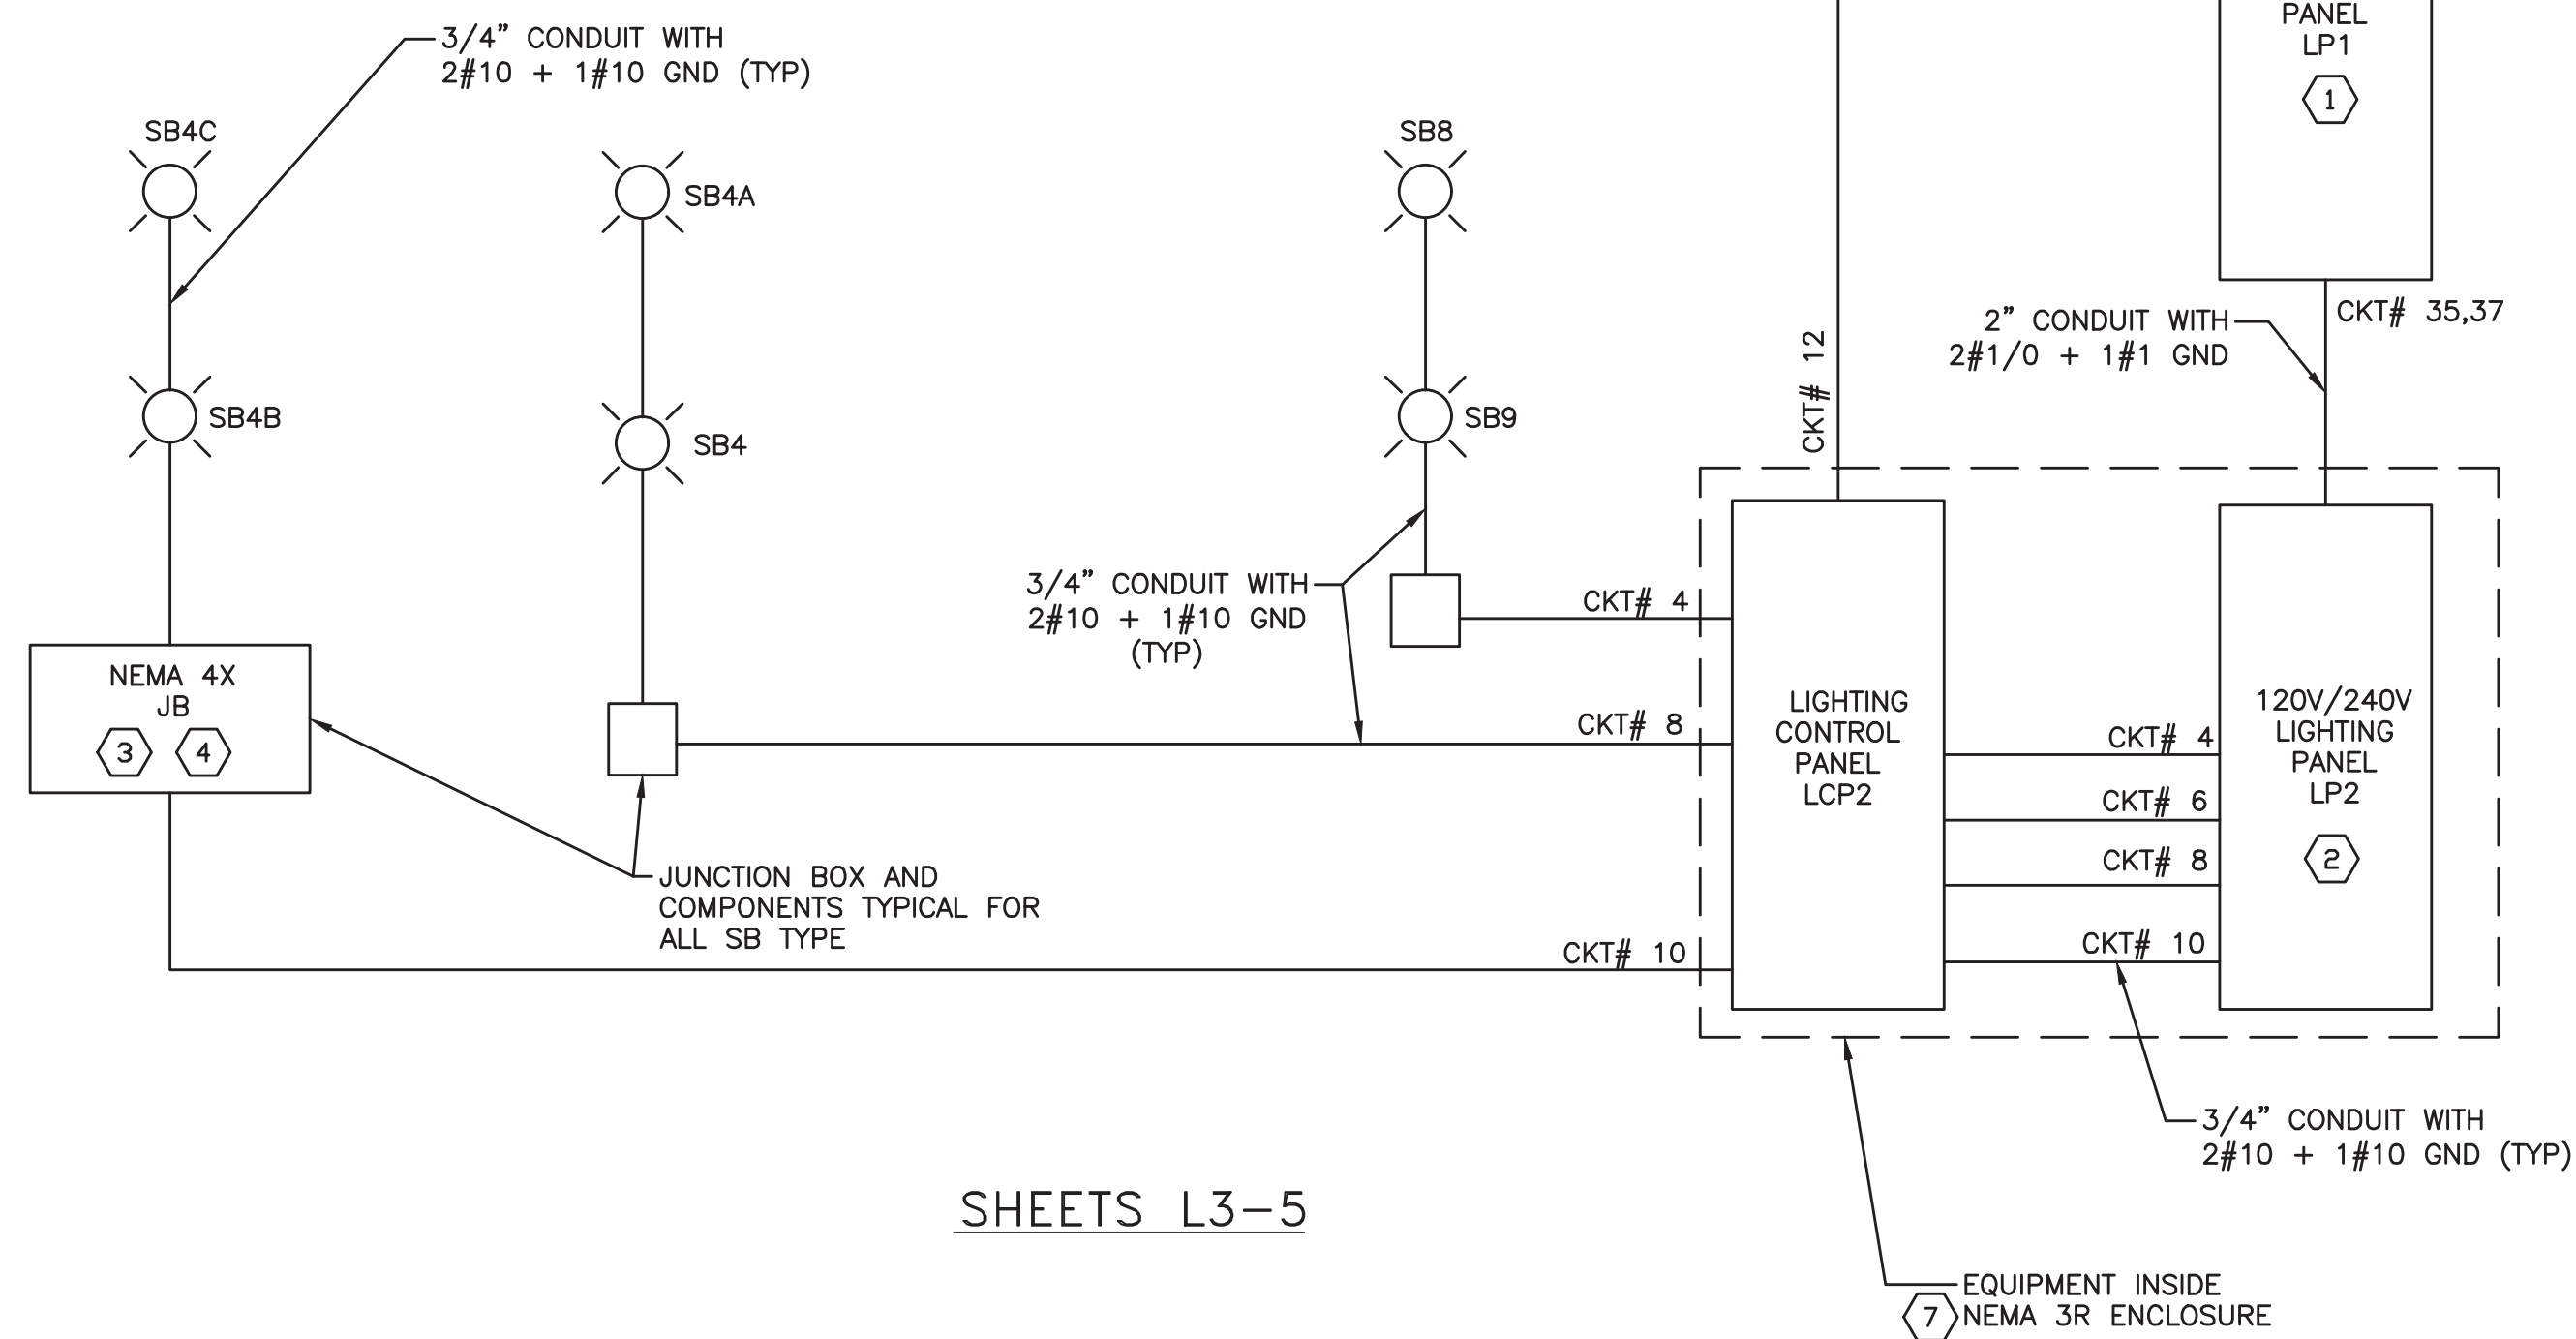 3/4” CONDUIT WITH
2#10 + 1#10 GND (TYP)
PANEL
LP1
1
SB4C
SB4A
SB8
SB4B
SB4
SB9
CKT# 12
2” CONDUIT WITH
2#1/0 + 1#1 GND
CKT# 35,37
3/4” CONDUIT WITH
2#10 + 1#10 GND
(TYP)
CKT# 4
CKT# 8
CKT# 10
NEMA 4X
JB
3 4
JUNCTION BOX AND
COMPONENTS TYPICAL FOR
ALL SB TYPE
LIGHTING
CONTROL
PANEL
LCP2
CKT# 4
CKT# 6
CKT# 8
CKT# 10
120V/240V
LIGHTING
PANEL
LP2
2
3/4” CONDUIT WITH
2#10 + 1#10 GND (TYP)
SHEETS L3-5
EQUIPMENT INSIDE
7 NEMA 3R ENCLOSURE